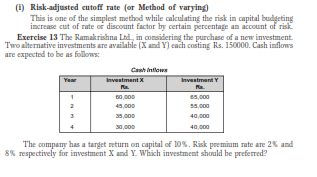 (i) Risk-adjusted cutoff rate (or Method of varying)
This is one of the simplest method while calculating the risk in capital budgeting
increase cut of rate or discount factor by certain percentage an account of risk.
Exercise 13 The Ramakrishna Ltd., in considering the purchase of a new investment.
Two alternative investments are available (X and Y) each costing Rs. 150000. Cash inflows
are expected to be as follows:
Cash Inflows
Year Investment X Investment Y
Rs. Rs.
1 60,000 65,000
2 45,000 55,000
3 35,000 40,000
4 30,000 40,000
The company has a target return on capital of 10%. Risk premium rate are 2% and
8% respectively for investment X and Y. Which investment should be preferred?